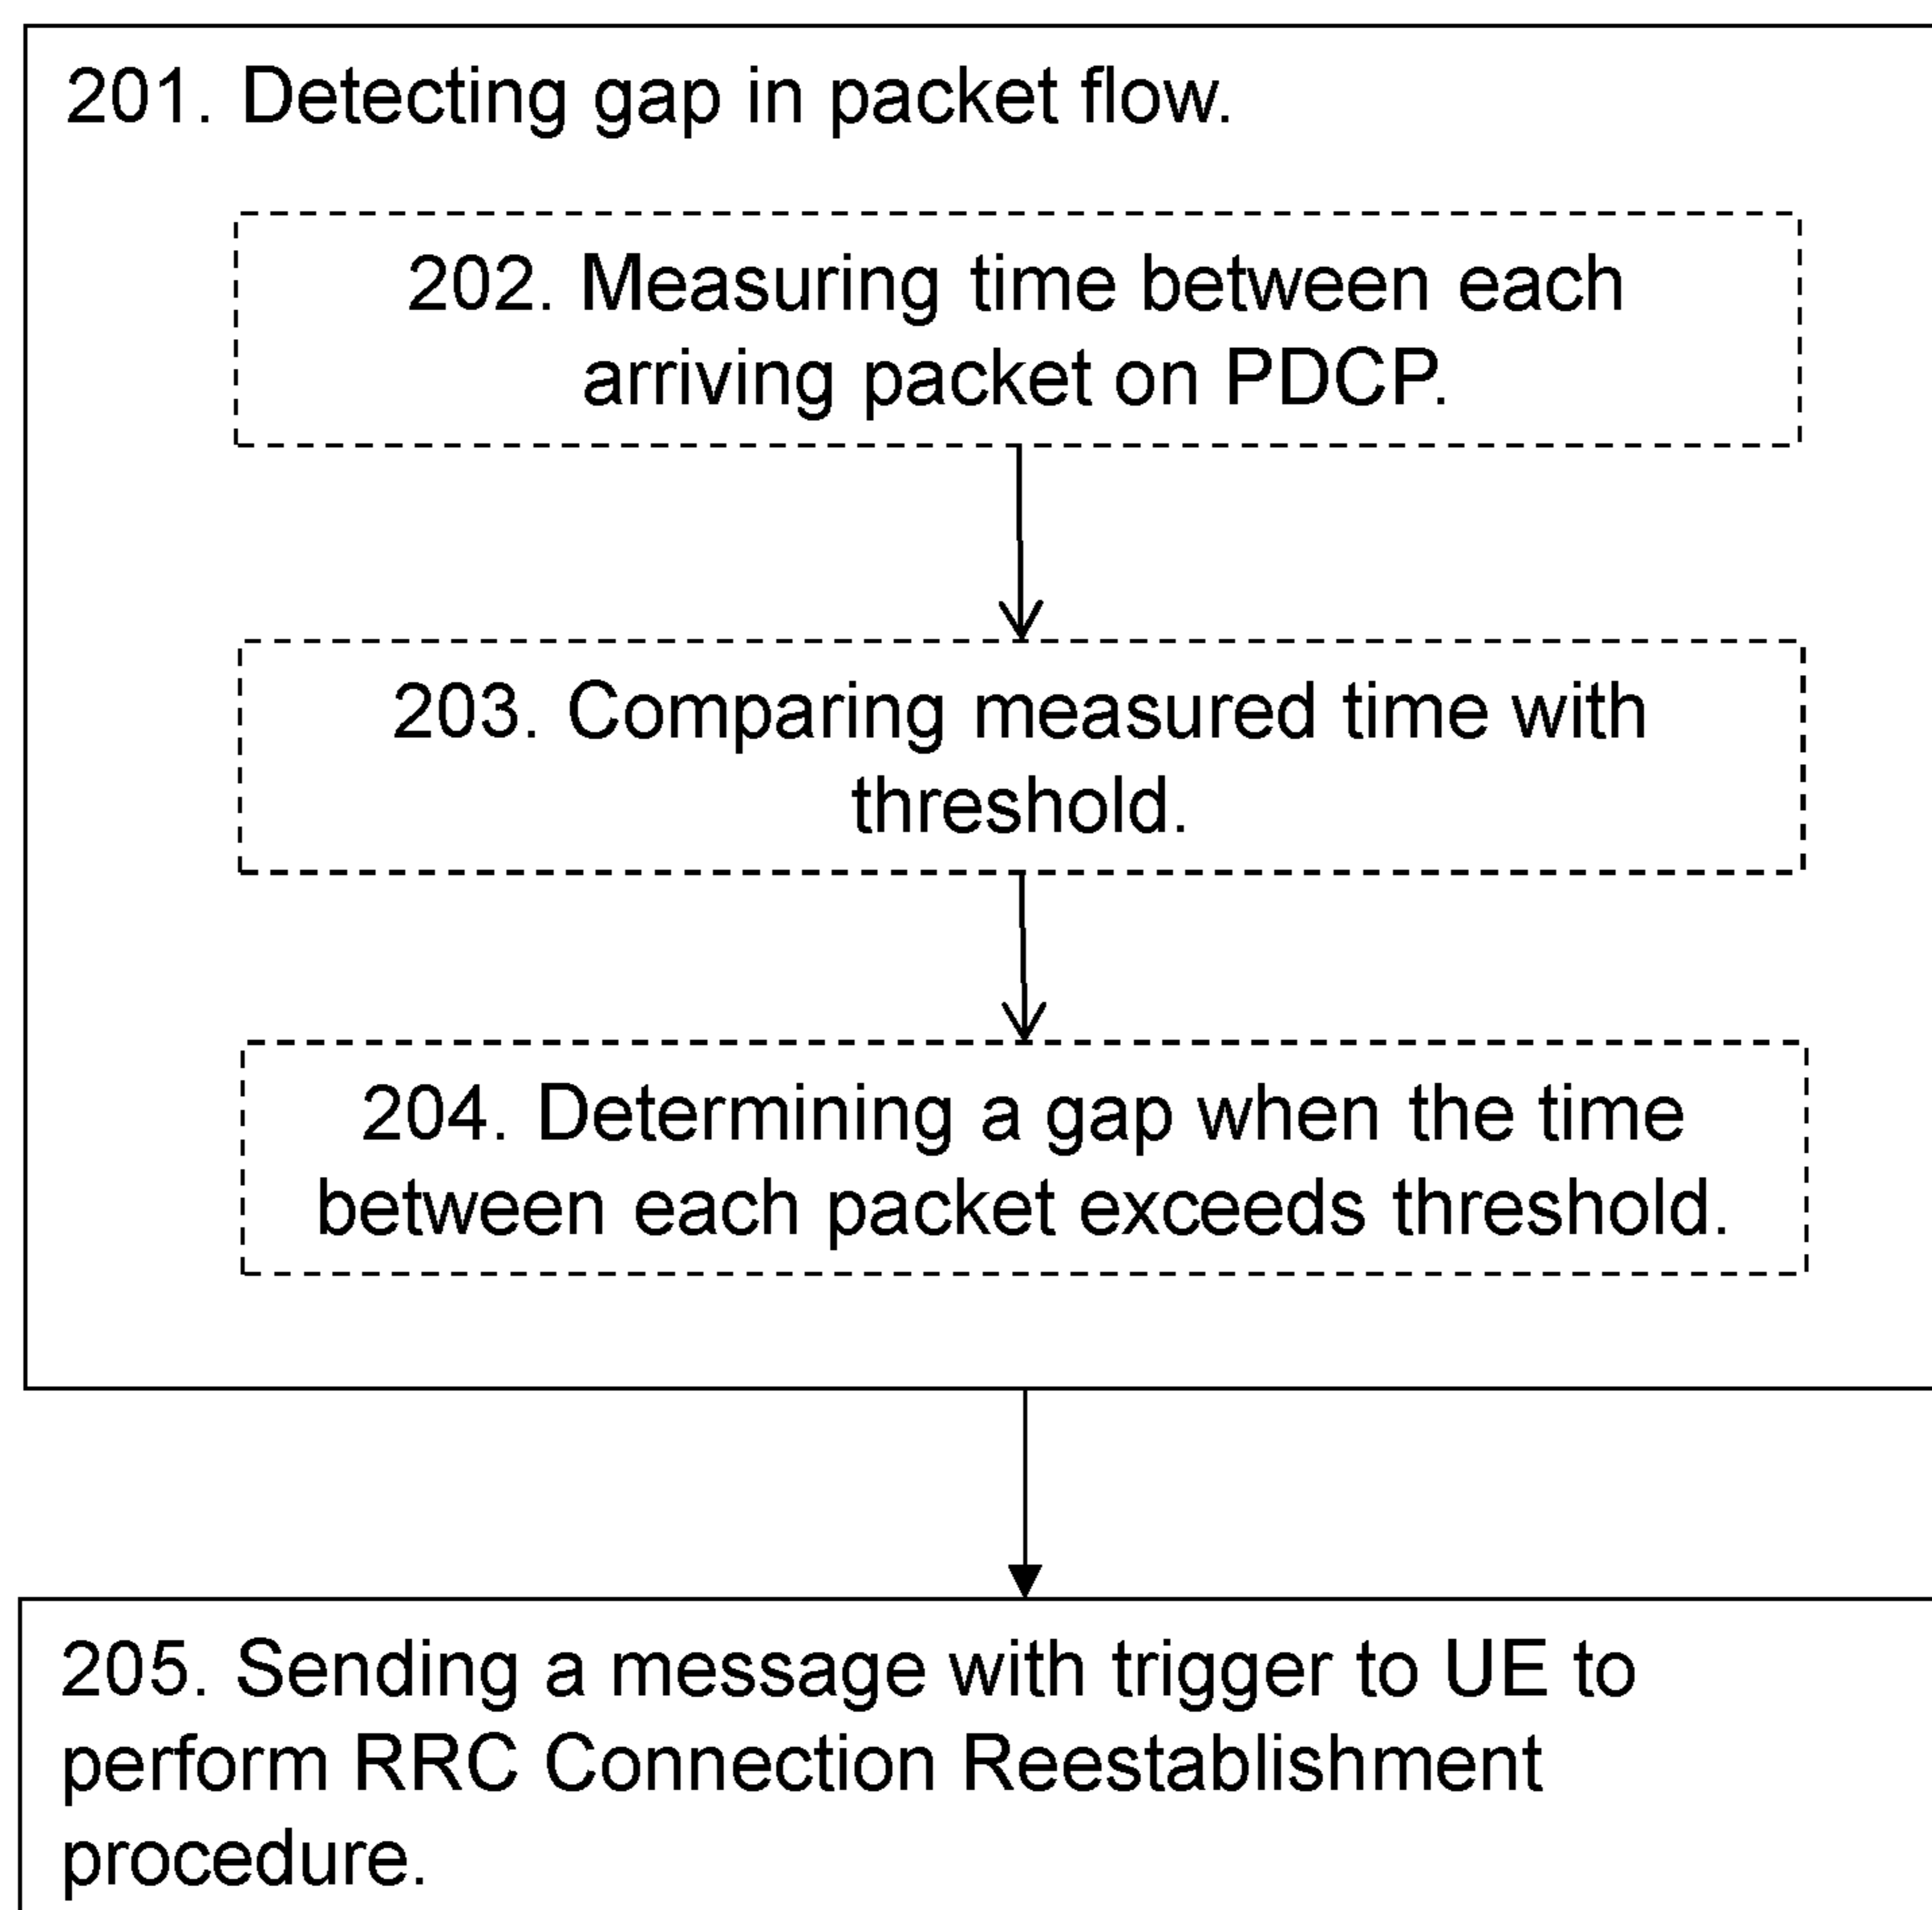 201. Detecting gap in packet flow.
202. Measuring time between each
arriving packet on PDCP.
203. Comparing measured time with
threshold.
204. Determining a gap when the time
between each packet exceeds threshold.
205. Sending a message with trigger to UE to
perform RRC Connection Reestablishment
procedure.